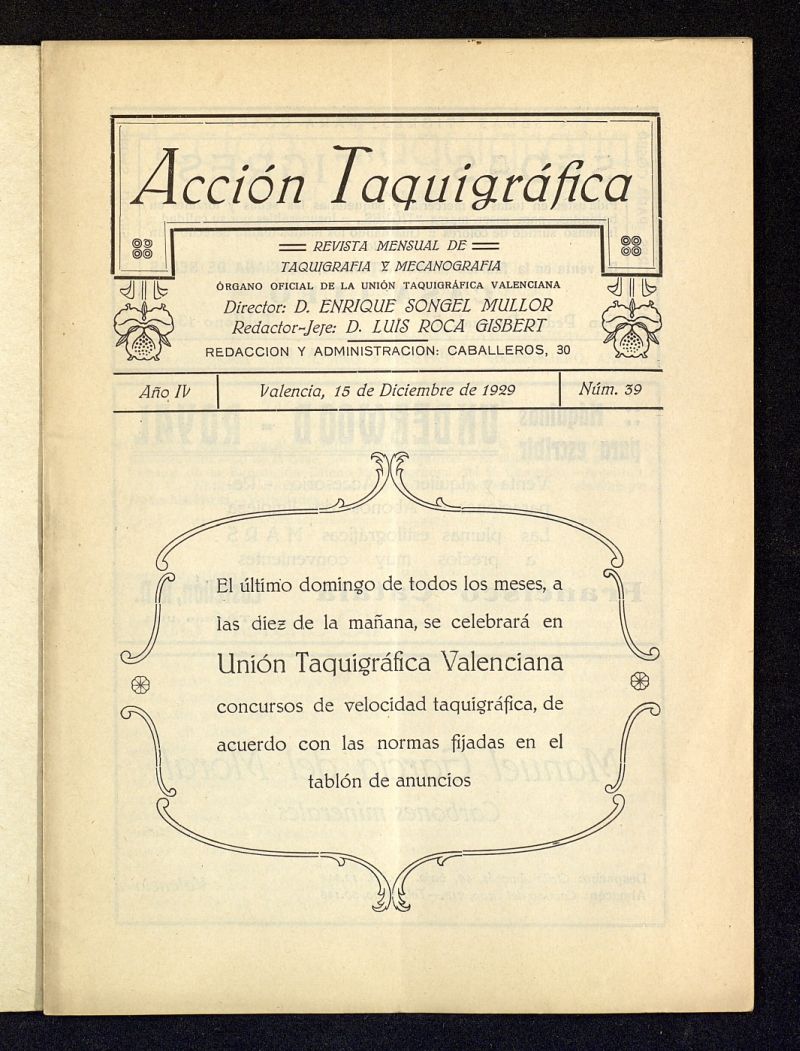 Acción Taquigráfica
REVISTA MENSUAL DE
TAQUIGRAFIA Y MECANOGRAFIA
ÓRGANO OFICIAL DE LA UNIÓN TAQUIGRÁFICA VALENCIANA
Director: D. ENRIQUE SONGEL MULLOR
Redactor-Jefe: D. LUIS ROCA GISBERT
REDACCION Y ADMINISTRACION: CABALLEROS, 30
Año IV Valencia, 15 de Diciembre de 1929 Núm. 39
El último domingo de todos los meses, a
las diez de la mañana, se celebrará en
Unión Taquigráfica Valenciana
concursos de velocidad taquigráfica, de
acuerdo con las normas fijadas en el
tablón de anuncios